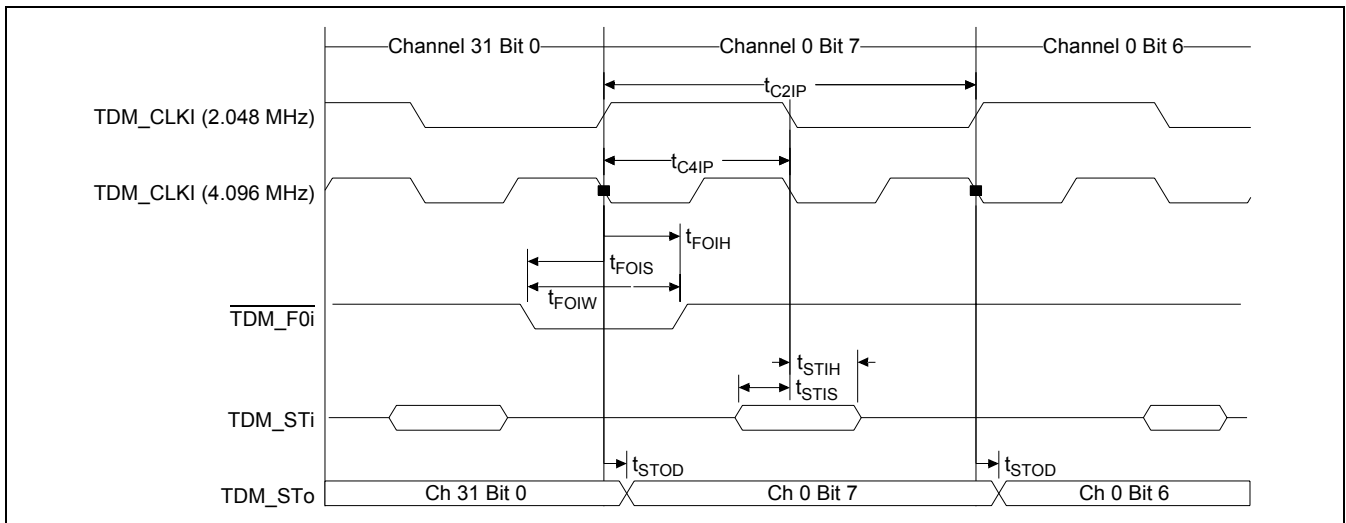 Channel 31 Bit 0 Channel 0 Bit 7 Channel 0 Bit 6
tC2IP
TDM_CLKI (2.048 MHz)
tC4IP
TDM_CLKI (4.096 MHz)
tFOIH
tFOIS
tFOIW
TDM_F0i
tSTIH
tSTIS
TDM_STi
tSTOD tSTOD
TDM_STo Ch 31 Bit 0 Ch 0 Bit 7 Ch 0 Bit 6